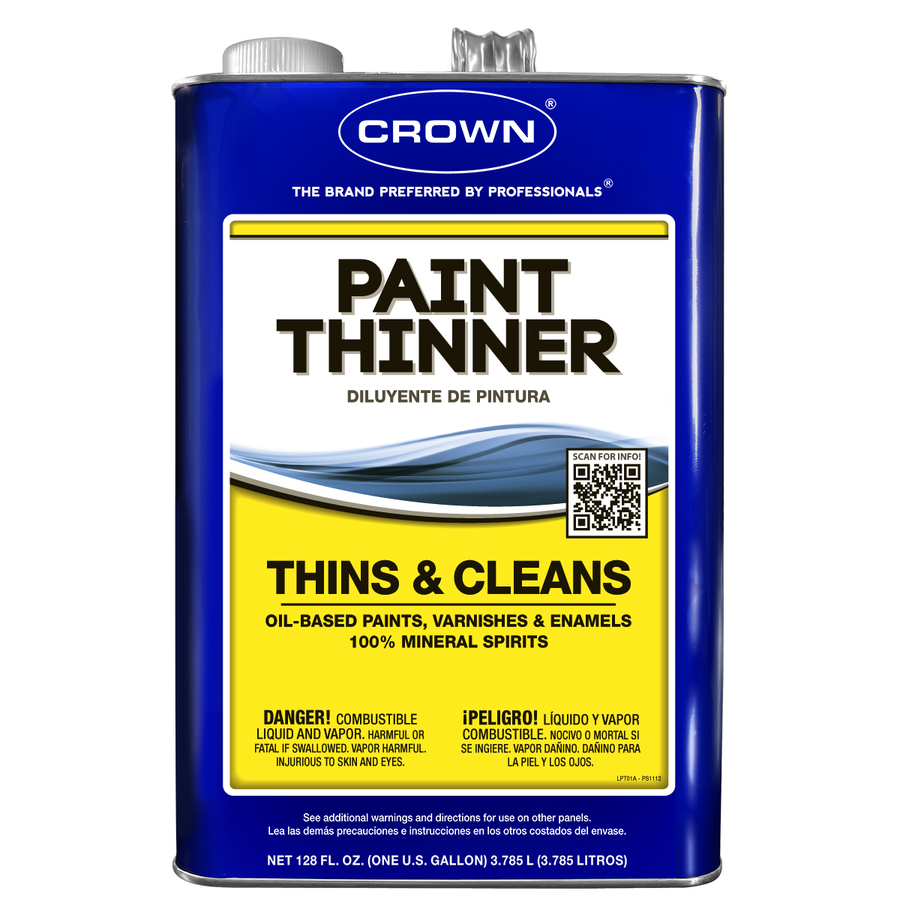 CROWN®
THE BRAND PREFERRED BY PROFESSIONALS®
PAINT
THINNER
DILUYENTE DE PINTURA
SCAN FOR INFO!
THINS & CLEANS
OIL-BASED PAINTS, VARNISHES & ENAMELS
100% MINERAL SPIRITS
DANGER! COMBUSTIBLE
LIQUID AND VAPOR. HARMFUL OR
FATAL IF SWALLOWED. VAPOR HARMFUL.
INJURIOUS TO SKIN AND EYES.
¡PELIGRO! LÍQUIDO Y VAPOR
COMBUSTIBLE. NOCIVO O MORTAL SI
SE INGIERE. VAPOR DAÑINO. DAÑINO PARA
LA PIEL Y LOS OJOS.
LPT01A - PS1112
See additional warnings and directions for use on other panels.
Lea las demás precauciones e instrucciones en los otros costados del envase.
NET 128 FL. OZ. (ONE U.S. GALLON) 3.785 L (3.785 LITROS)